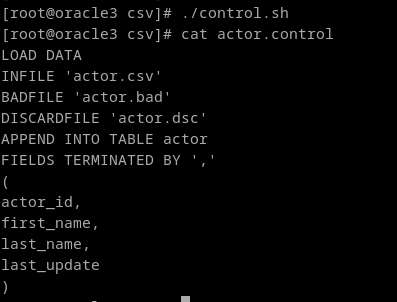 [root@oracle3 csv]# ./control.sh
[root@oracle3 csv]# cat actor.control
LOAD DATA
INFILE 'actor.csv'
BADFILE 'actor.bad'
DISCARDFILE 'actor.dsc'
APPEND INTO TABLE actor
FIELDS TERMINATED BY ','
(
actor_id,
first_name,
last_name,
last_update
)